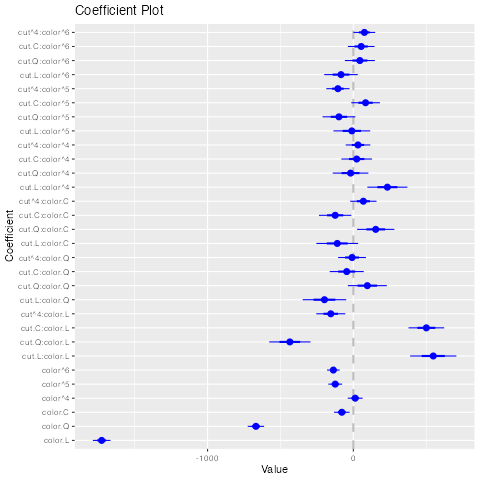 Coefficient Plot
cut^4:color^6
cut.C:color^6
cut.Q:color^6
cut.L:color^6
cut^4:color^5
cut.C:color^5
cut.Q:color^5
cut.L:color^5
cut^4:color^4
cut.C:color^4
cut.Q:color^4
cut.L:color^4
cut^4:color.C
cut.C:color.C
cut.Q:color.C
cut.L:color.C
cut^4:color.Q
cut.C:color.Q
cut.Q:color.Q
cut.L:color.Q
cut^4:color.L
cut.C:color.L
cut.Q:color.L
cut.L:color.L
color^6
color^5
color^4
color.C
color.Q
color.L
Coefficient
-1000
0
Value